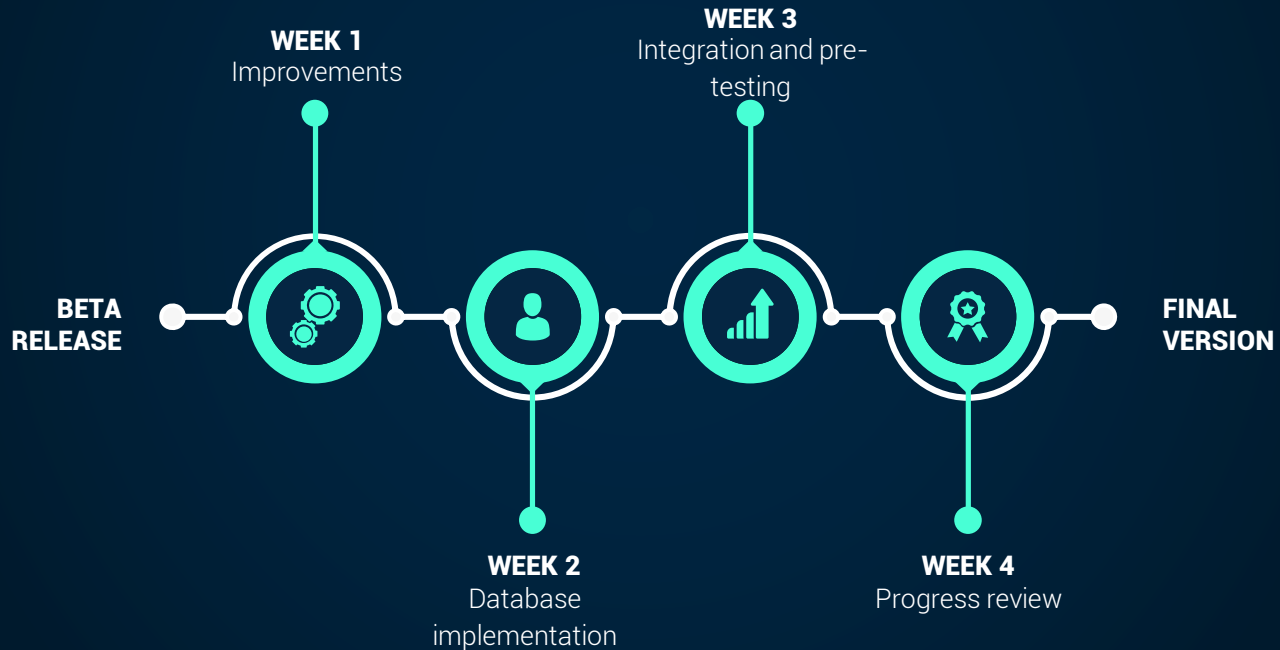 BETA
RELEASE
WEEK 1
Improvements
WEEK 2
Database
implementation
WEEK 3
Integration and pre-
testing
WEEK 4
Progress review
FINAL
VERSION